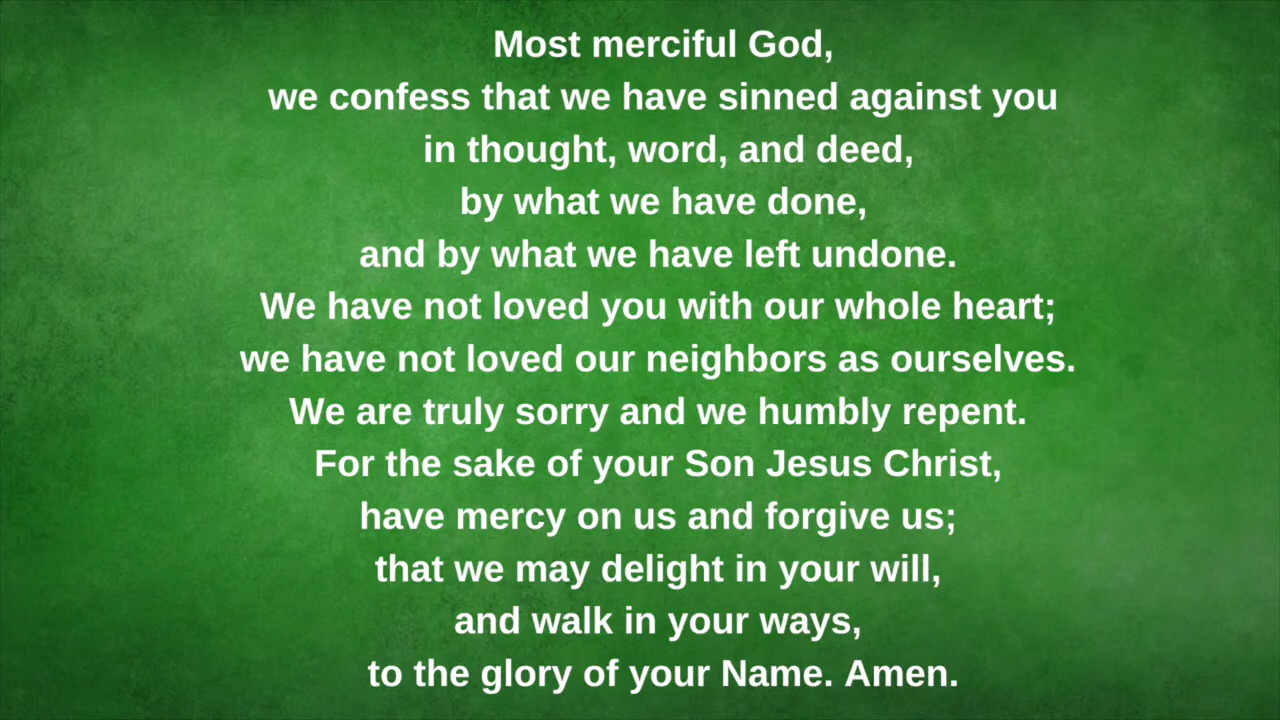 Most merciful God,
we confess that we have sinned against you
in thought, word, and deed,
by what we have done,
and by what we have left undone.
We have not loved you with our whole heart;
we have not loved our neighbors as ourselves.
We are truly sorry and we humbly repent.
For the sake of your Son Jesus Christ,
have mercy on us and forgive us;
that we may delight in your will,
and walk in your ways,
to the glory of your Name. Amen.